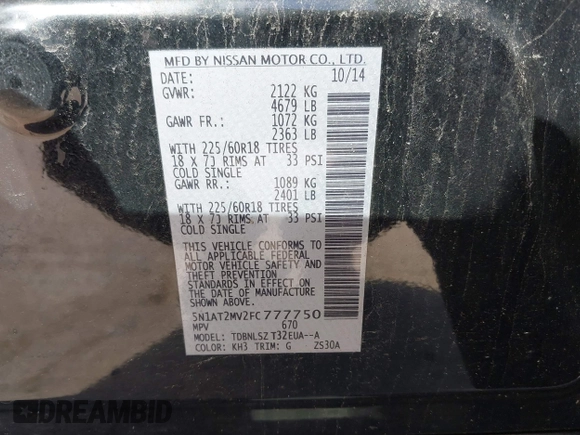 MFD BY NISSAN MOTOR CO., LTD.
DATE: 10/14
GVWR: 2122 KG
4679 LB
GAWR FR.: 1072 KG
2363 LB
WITH 225/60R18 TIRES
18 X 7J RIMS AT 33 PSI
COLD SINGLE
GAWR RR.: 1089 KG
2401 LB
WITH 225/60R18 TIRES
18 X 7J RIMS AT 33 PSI
COLD SINGLE
THIS VEHICLE CONFORMS TO
ALL APPLICABLE FEDERAL
MOTOR VEHICLE SAFETY AND
THEFT PREVENTION
STANDARDS IN EFFECT ON
THE DATE OF MANUFACTURE
SHOWN ABOVE.
5N1AT2MV2FC777750
MPV 670
MODEL: TDBNLSZ T32EUA--A
COLOR: KH3 TRIM: G ZS30A
DREAMBID